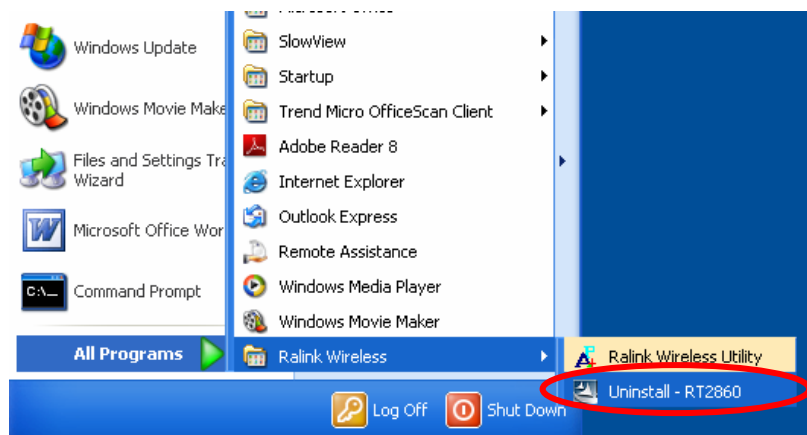 Windows Update
Windows Movie Make
Files and Settings Tra
Wizard
Microsoft Office Wor
C:\_
Command Prompt
All Programs
SlowView
Startup
Trend Micro OfficeScan Client
Adobe Reader 8
Internet Explorer
Outlook Express
Remote Assistance
Windows Media Player
Windows Movie Maker
Ralink Wireless
Ralink Wireless Utility
Uninstall - RT2860
Log Off
Shut Down